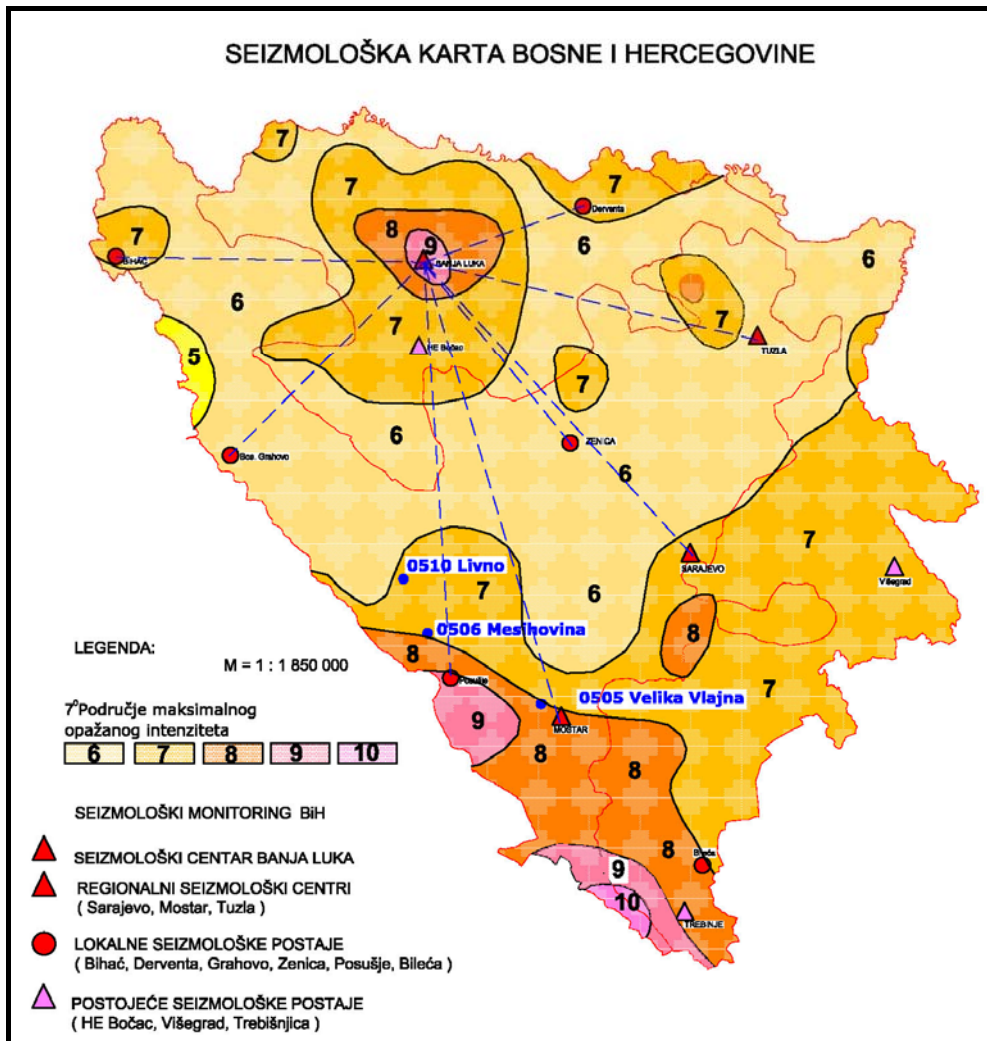 SEIZMOLOŠKA KARTA BOSNE I HERCEGOVINE
7
7
7
Derventa
7
8
9
BANJA LUKA
BIHAĆ
6
6
6
7
HE Bočac
7
TUZLA
5
7
6
ZENICA
Bos. Grahovo
6
7
SARAJEVO
Višegrad
0510 Livno
7
6
0506 Mesihovina
8
8
Posušje
0505 Velika Vlajna
7
9
MOSTAR
8
8
8
Bileća
9
10
TREBINJE
LEGENDA:
M = 1 : 1 850 000
7⁰Područje maksimalnog
opažanog intenziteta
6 7 8 9 10
SEIZMOLOŠKI MONITORING BiH
SEIZMOLOŠKI CENTAR BANJA LUKA
REGIONALNI SEIZMOLOŠKI CENTRI
( Sarajevo, Mostar, Tuzla )
LOKALNE SEIZMOLOŠKE POSTAJE
( Bihać, Derventa, Grahovo, Zenica, Posušje, Bileća )
POSTOJEĆE SEIZMOLOŠKE POSTAJE
( HE Bočac, Višegrad, Trebišnjica )